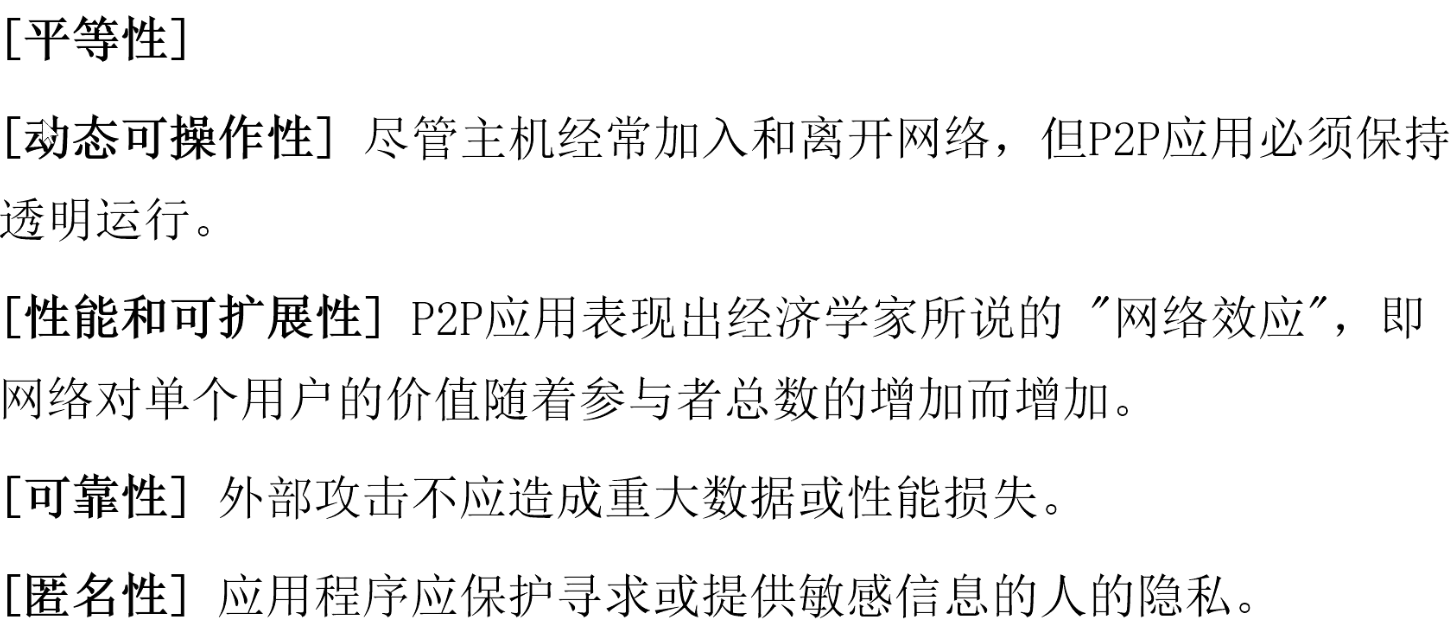 [平等性]
[动态可操作性] 尽管主机经常加入和离开网络，但P2P应用必须保持
透明运行。
[性能和可扩展性] P2P应用表现出经济学家所说的 "网络效应"，即
网络对单个用户的价值随着参与者总数的增加而增加。
[可靠性] 外部攻击不应造成重大数据或性能损失。
[匿名性] 应用程序应保护寻求或提供敏感信息的人的隐私。